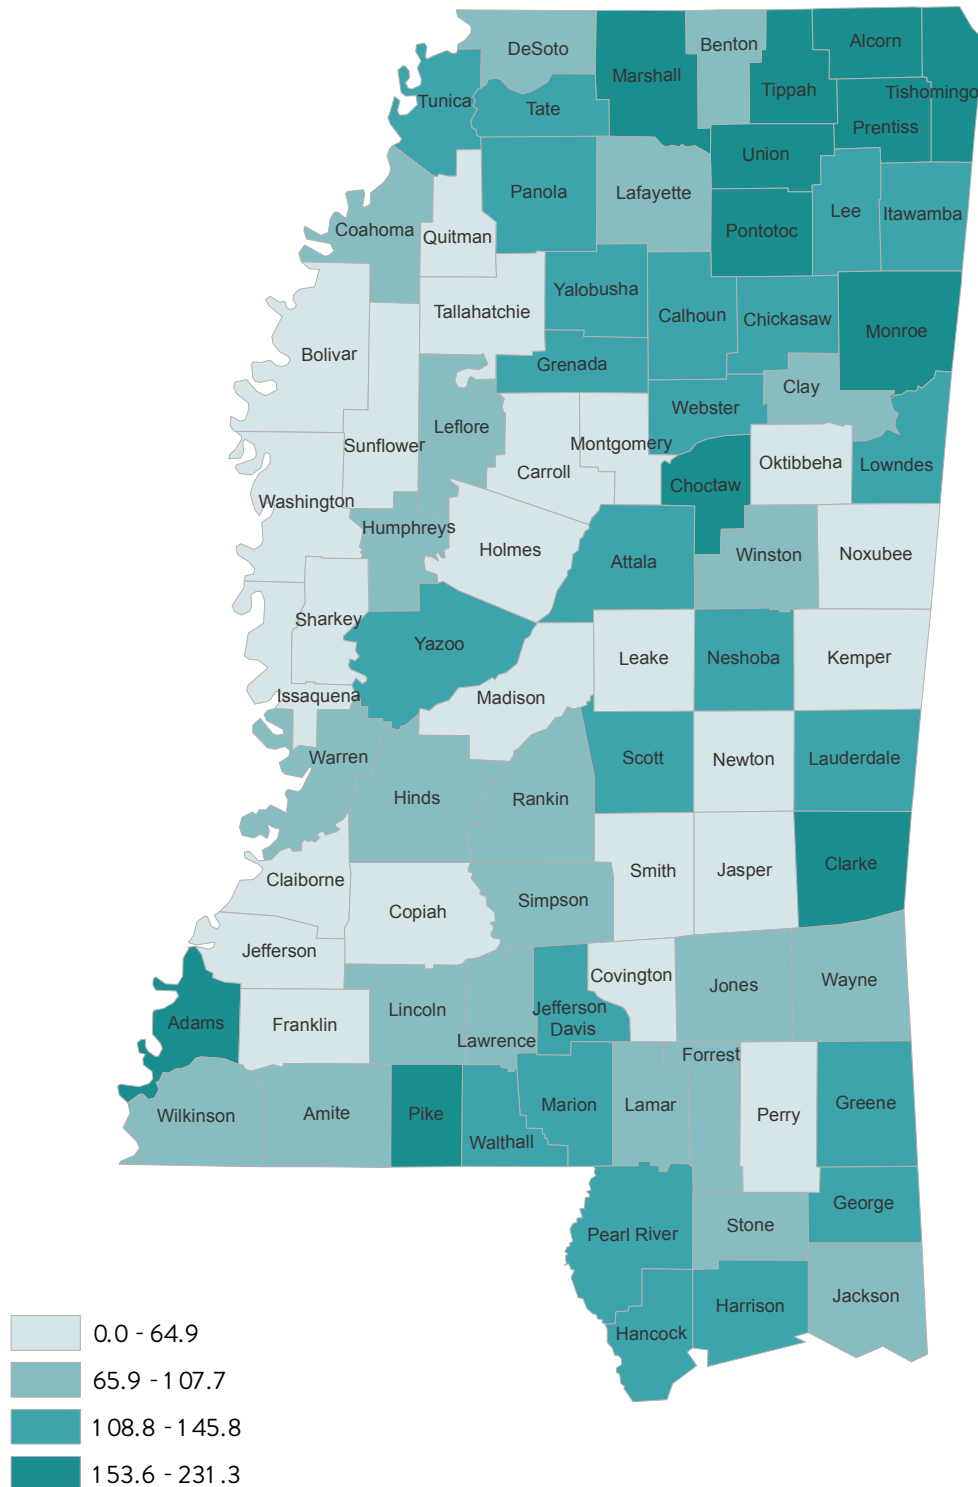 DeSoto
Benton
Alcorn
Marshall
Tippah
Tishomingo
Tunica
Tate
Prentiss
Union
Panola
Lafayette
Lee
Itawamba
Coahoma
Quitman
Pontotoc
Yalobusha
Tallahatchie
Calhoun
Chickasaw
Monroe
Bolivar
Grenada
Clay
Webster
Leflore
Sunflower
Montgomery
Carroll
Oktibbeha
Lowndes
Choctaw
Washington
Humphreys
Holmes
Attala
Winston
Noxubee
Sharkey
Yazoo
Leake
Neshoba
Kemper
Issaquena
Madison
Warren
Scott
Newton
Lauderdale
Hinds
Rankin
Claiborne
Smith
Jasper
Clarke
Copiah
Simpson
Jefferson
Covington
Jones
Wayne
Adams
Franklin
Lincoln
Jefferson
Davis
Lawrence
Forrest
Wilkinson
Amite
Pike
Walthall
Marion
Lamar
Perry
Greene
George
Pearl River
Stone
Jackson
Harrison
Hancock
0.0 - 64.9
65.9 - 107.7
108.8 - 145.8
153.6 - 231.3